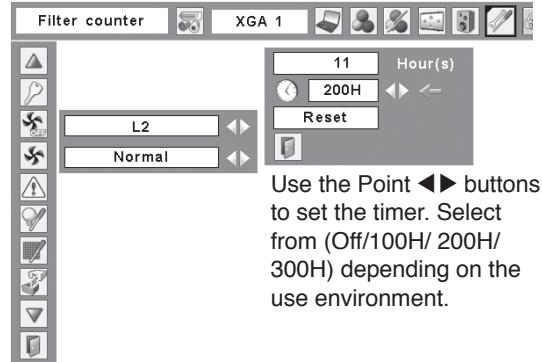 Filter counter
XGA 1
11 Hour(s)
200H
Reset
L2
Normal
OFF
Use the Point ◀▶ buttons
to set the timer. Select
from (Off/100H/ 200H/
300H) depending on the
use environment.